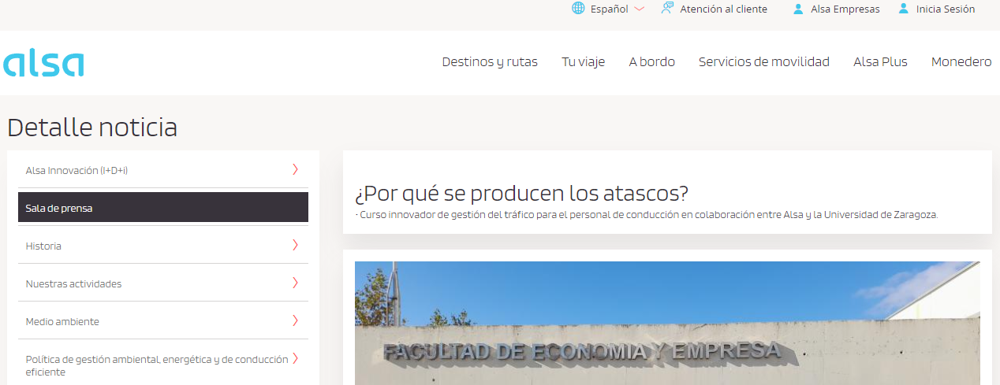 Español
Atención al cliente
Alsa Empresas
Inicia Sesión
alsa
Destinos y rutas
Tu viaje
A bordo
Servicios de movilidad
Alsa Plus
Monedero
Detalle noticia
Alsa Innovación (I+D+i)
Sala de prensa
Historia
Nuestras actividades
Medio ambiente
Política de gestión ambiental, energética y de conducción
eficiente
¿Por qué se producen los atascos?
· Curso innovador de gestión del tráfico para el personal de conducción en colaboración entre Alsa y la Universidad de Zaragoza.
FACULTAD DE ECONOMIA Y EMPRESA